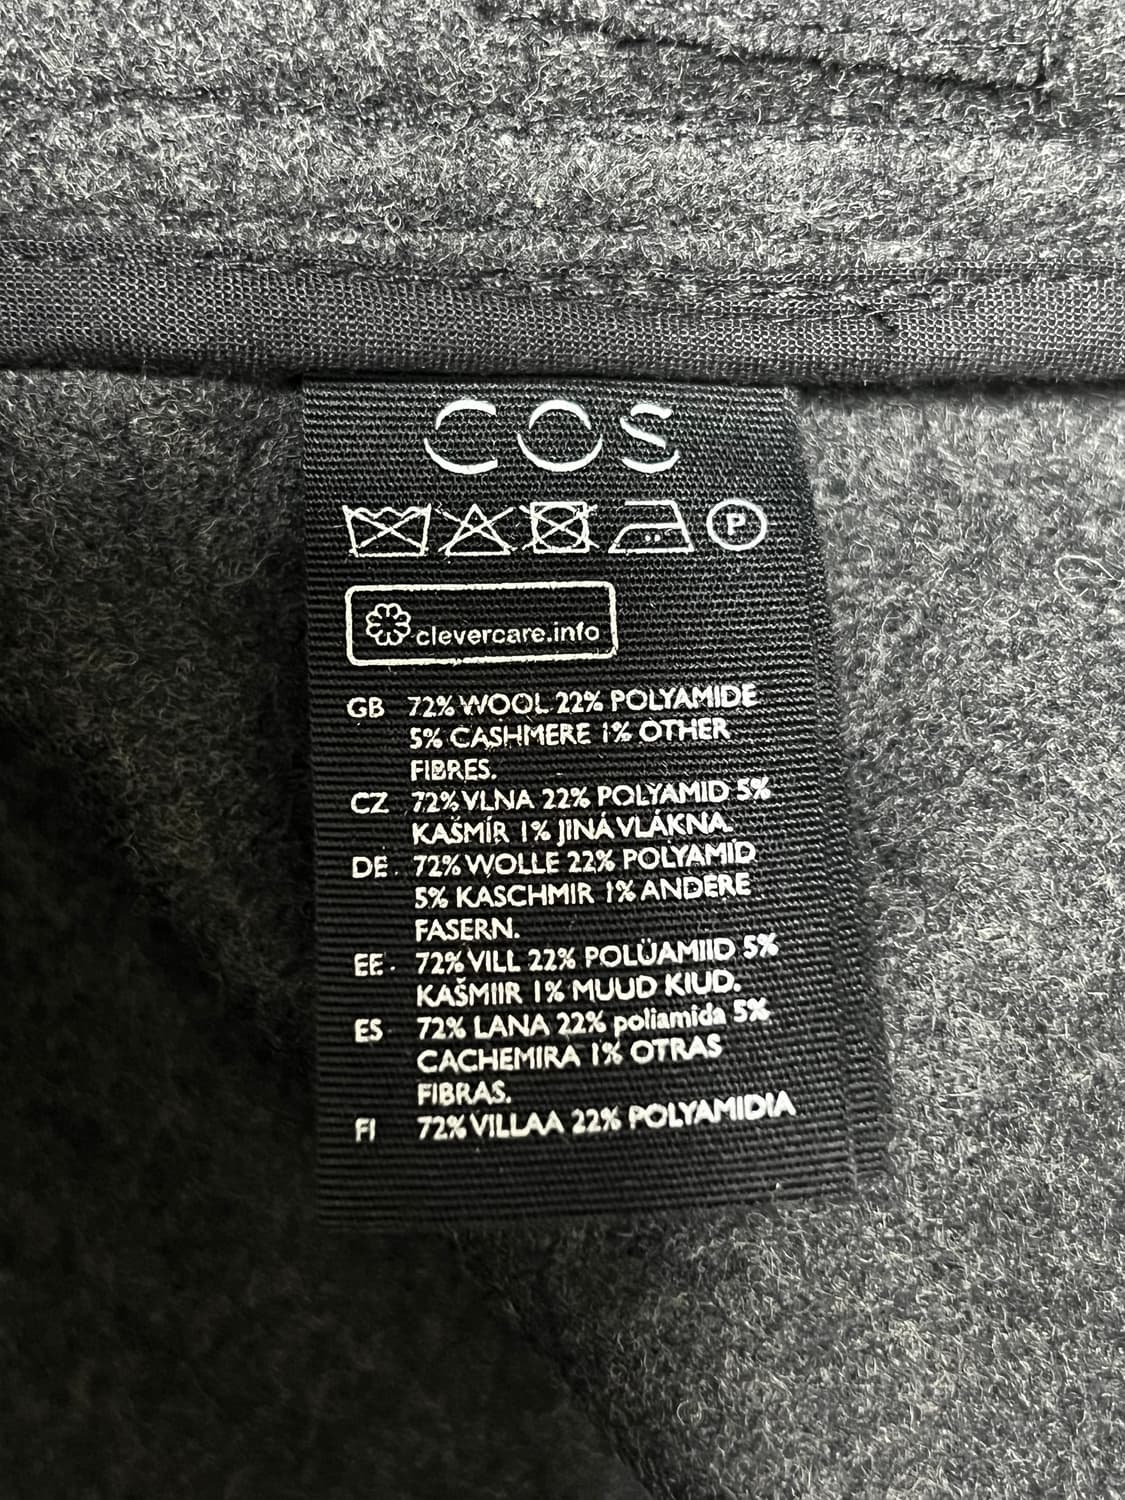 COS
P
clevercare.info
GB 72% WOOL 22% POLYAMIDE
5% CASHMERE 1% OTHER
FIBRES.
CZ 72% VLNA 22% POLYAMID 5%
KAŠMÍR 1% JINÁ VLÁKNA.
DE 72% WOLLE 22% POLYAMID
5% KASCHMIR 1% ANDERE
FASERN.
EE 72% VILL 22% POLÜAMIID 5%
KAŠMIIR 1% MUUD KIUD.
ES 72% LANA 22% poliamida 5%
CACHEMIRA 1% OTRAS
FIBRAS.
FI 72% VILLAA 22% POLYAMIDIA